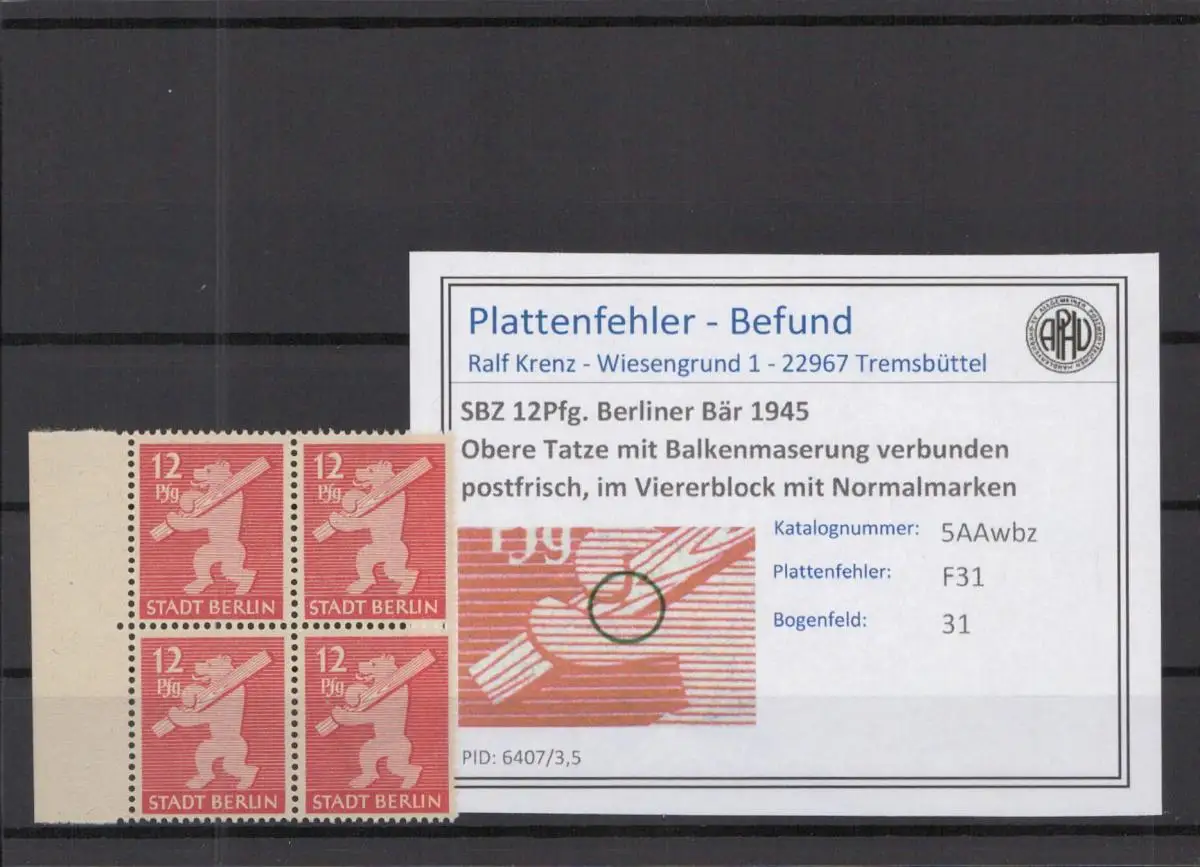 Plattenfehler - Befund
Ralf Krenz - Wiesengrund 1 - 22967 Tremsbüttel
APHV
SBZ 12Pfg. Berliner Bär 1945
Obere Tatze mit Balkenmaserung verbunden
postfrisch, im Viererblock mit Normalmarken
Pfg
Katalognummer: 5AAwbz
Plattenfehler: F31
Bogenfeld: 31
PID: 6407/3,5
12 Pfg
STADT BERLIN
12 Pfg
STADT BERLIN
12 Pfg
STADT BERLIN
12 Pfg
STADT BERLIN